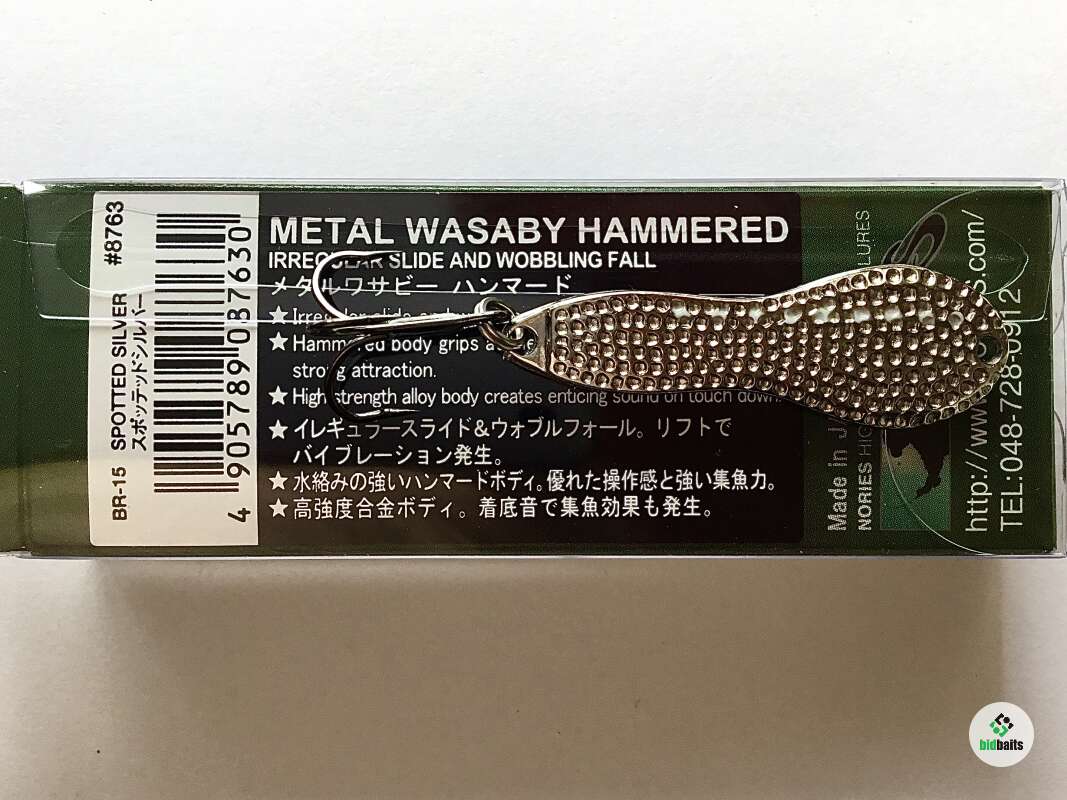 METAL WASABY HAMMERED
IRREGULAR SLIDE AND WOBBLING FALL
メタルワサビー ハンマード
★ Irregular slide and
★ Hammered body grips
strong attraction.
★ High strength alloy body creates enticing sound on touch down.
★ イレギュラースライド&ウォブルフォール。リフトで
バイブレーション発生。
★ 水絡みの強いハンマードボディ。優れた操作感と強い集魚力。
★ 高強度合金ボディ。着底音で集魚効果も発生。
BR-15 SPOTTED SILVER #8763
スポッテッドシルバー
4 905789 087630
Made in
NORIES LURES
http://www. .com/
TEL:048-728-0912
bidbaits